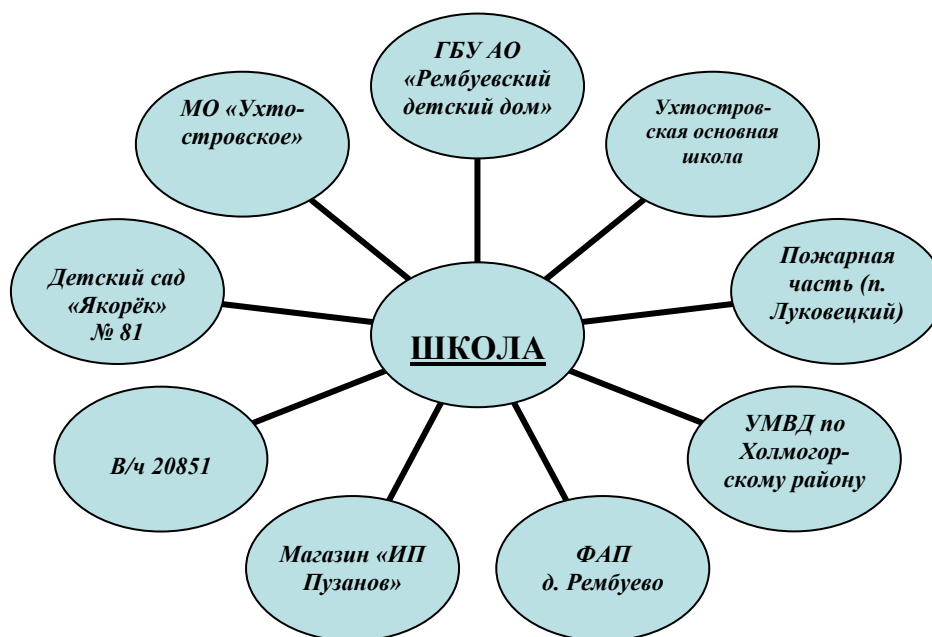 ГБУ АО
«Рембуевский
детский дом»
МО «Ухто-
стровское»
Ухтостров-
ская основная
школа
Детский сад
«Якорёк»
№ 81
Пожарная
часть (п.
Луковецкий)
ШКОЛА
В/ч 20851
УМВД по
Холмогор-
скому району
Магазин «ИП
Пузанов»
ФАП
д. Рембуево